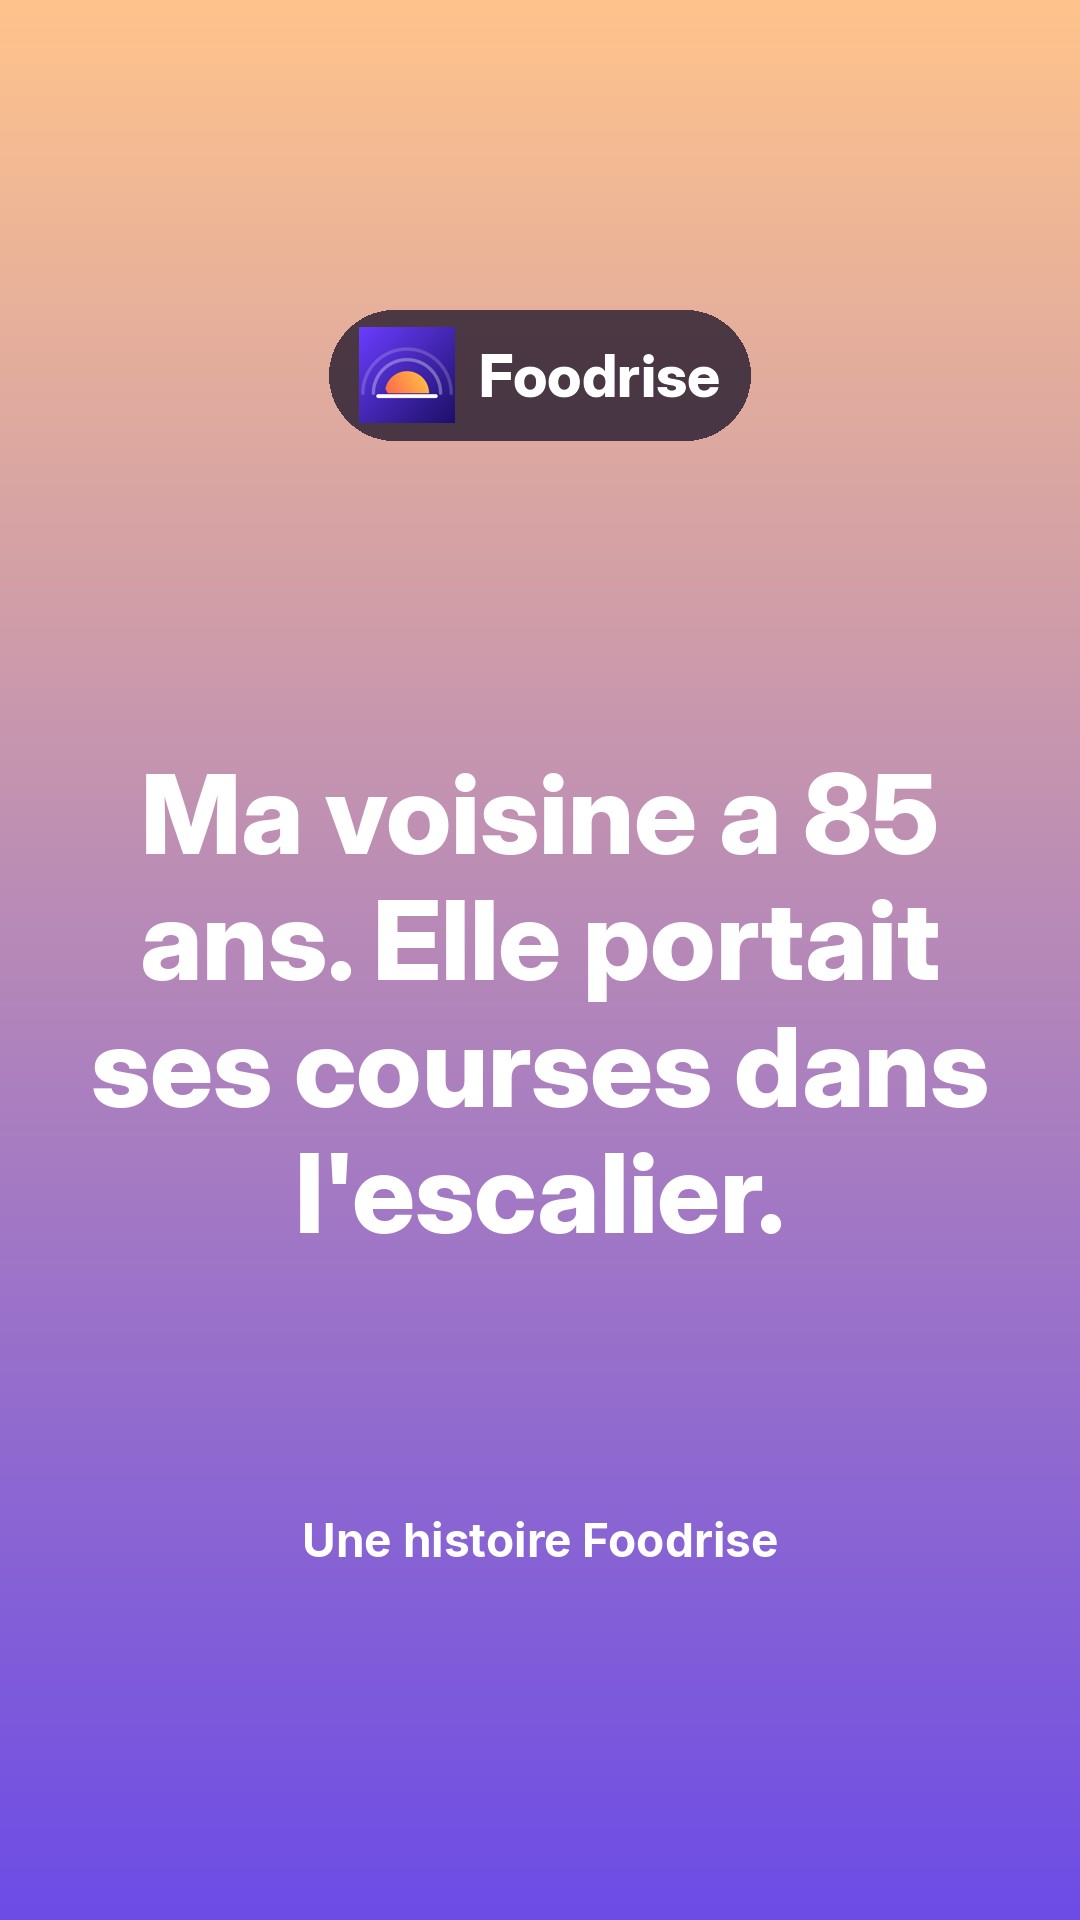 Foodrise
Ma voisine a 85
ans. Elle portait
ses courses dans
l'escalier.
Une histoire Foodrise